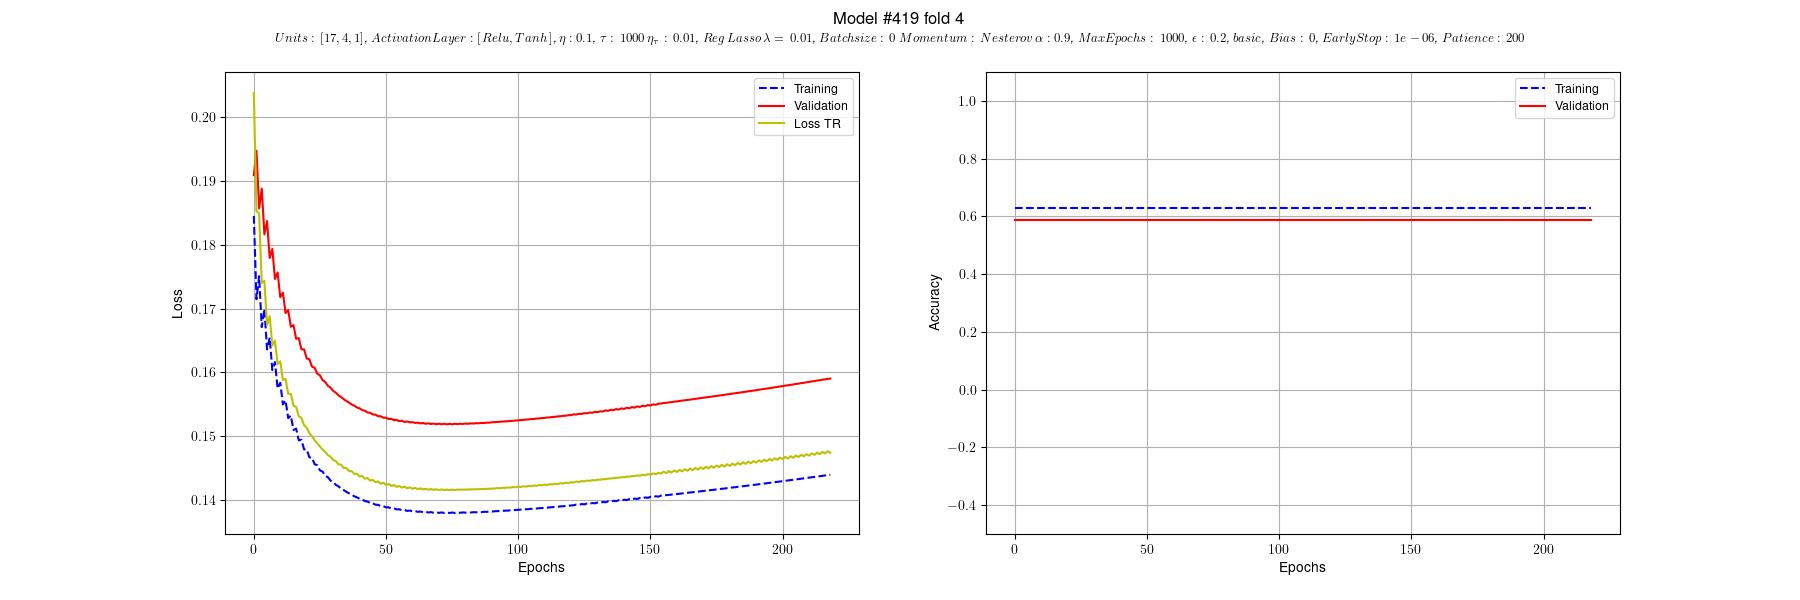 Model #419 fold 4
Units : [17, 4, 1], ActivationLayer : [Relu, Tanh], η : 0.1, τ : 1000 ητ : 0.01, Reg Lasso λ = 0.01, Batchsize : 0 Momentum : Nesterov α : 0.9, MaxEpochs : 1000, ϵ : 0.2, basic, Bias : 0, EarlyStop : 1e − 06, Patience : 200
Training
Validation
Loss TR
0.20
0.19
0.18
0.17
0.16
0.15
0.14
Loss
0
50
100
150
200
Epochs
Training
Validation
1.0
0.8
0.6
0.4
0.2
0.0
−0.2
−0.4
Accuracy
0
50
100
150
200
Epochs